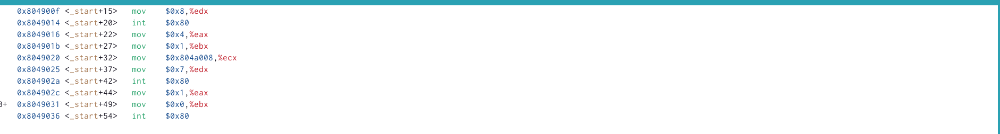 0x804900f <_start+15>   mov    $0x8,%edx
0x8049014 <_start+20>   int    $0x80
0x8049016 <_start+22>   mov    $0x4,%eax
0x804901b <_start+27>   mov    $0x1,%ebx
0x8049020 <_start+32>   mov    $0x804a008,%ecx
0x8049025 <_start+37>   mov    $0x7,%edx
0x804902a <_start+42>   int    $0x80
0x804902c <_start+44>   mov    $0x1,%eax
B+  0x8049031 <_start+49>   mov    $0x0,%ebx
0x8049036 <_start+54>   int    $0x80